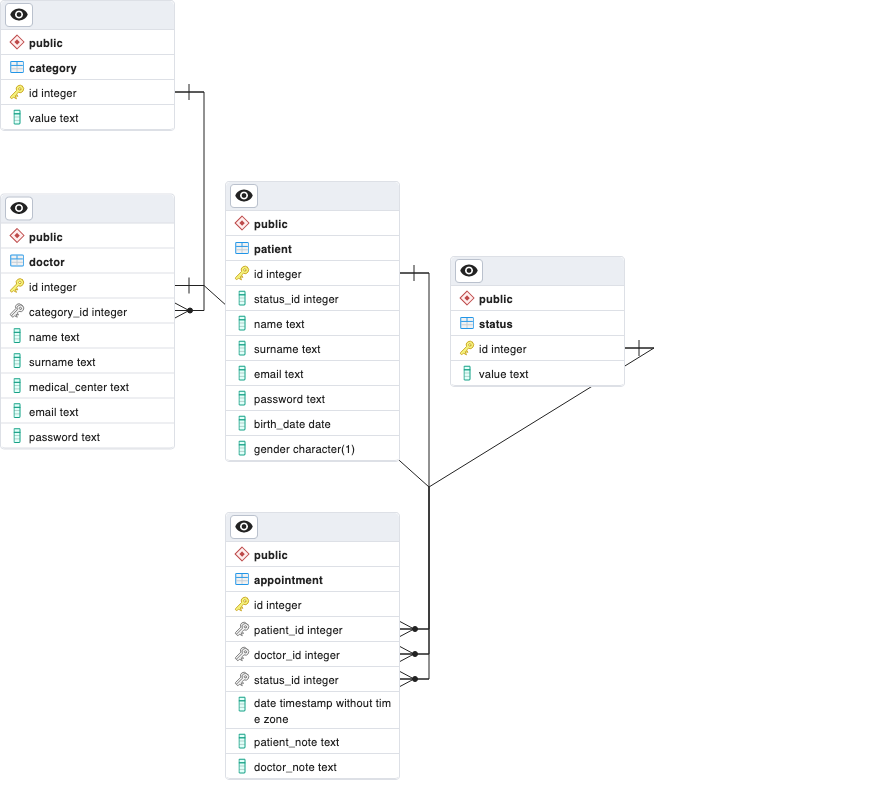 public
category
id integer
value text
public
doctor
id integer
category_id integer
name text
surname text
medical_center text
email text
password text
public
patient
id integer
status_id integer
name text
surname text
email text
password text
birth_date date
gender character(1)
public
status
id integer
value text
public
appointment
id integer
patient_id integer
doctor_id integer
status_id integer
date timestamp without tim
e zone
patient_note text
doctor_note text